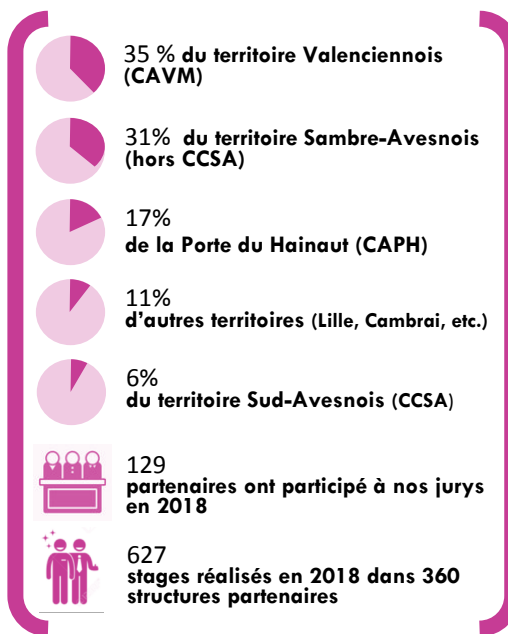 35 % du territoire Valenciennois
(CAVM)
31% du territoire Sambre-Avesnois
(hors CCSA)
17%
de la Porte du Hainaut (CAPH)
11%
d'autres territoires (Lille, Cambrai, etc.)
6%
du territoire Sud-Avesnois (CCSA)
129
partenaires ont participé à nos jurys
en 2018
627
stages réalisés en 2018 dans 360
structures partenaires